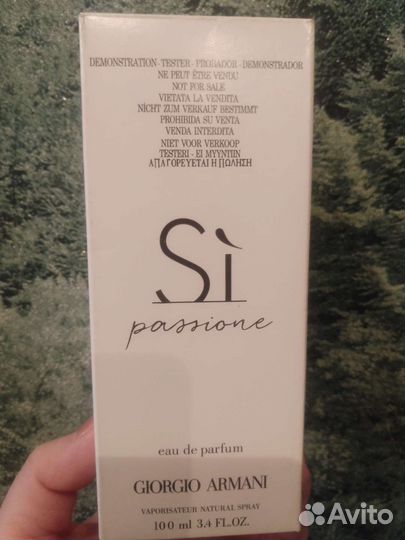 DEMONSTRATION - TESTER - PROBADOR - DEMONSTRADOR
NE PEUT ÊTRE VENDU
NOT FOR SALE
VIETATA LA VENDITA
NICHT ZUM VERKAUF BESTIMMT
PROHIBIDA SU VENTA
VENDA INTERDITA
NIET VOOR VERKOOP
TESTERI - EI MYYNTIIN
ΑΠΑΓΟΡΕΥΕΤΑΙ Η ΠΩΛΗΣΗ
Sì
passione
eau de parfum
GIORGIO ARMANI
VAPORISATEUR NATURAL SPRAY
100 ml 3.4 FL.OZ.
Avito